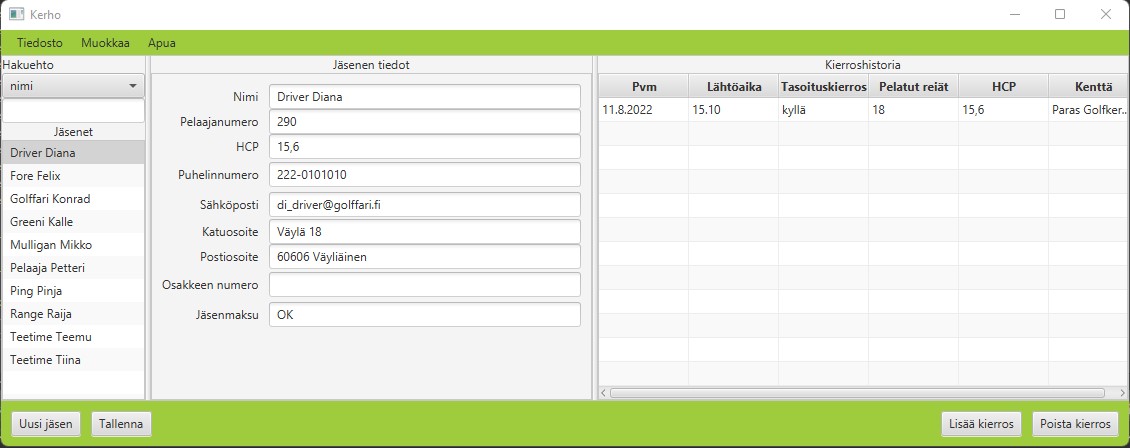 Kerho
Tiedosto Muokkaa Apua
Hakuehto
nimi
Jäsenet
Driver Diana
Fore Felix
Golffari Konrad
Greeni Kalle
Mulligan Mikko
Pelaaja Petteri
Ping Pinja
Range Raija
Teetime Teemu
Teetime Tiina
Jäsenen tiedot
Nimi Driver Diana
Pelaajanumero 290
HCP 15,6
Puhelinnumero 222-0101010
Sähköposti di_driver@golffari.fi
Katuosoite Väylä 18
Postiosoite 60606 Väyliäinen
Osakkeen numero
Jäsenmaksu OK
Kierroshistoria
Pvm Lähtöaika Tasoituskierros Pelatut reiät HCP Kenttä
11.8.2022 15.10 kyllä 18 15,6 Paras Golfker...
Uusi jäsen Tallenna Lisää kierros Poista kierros